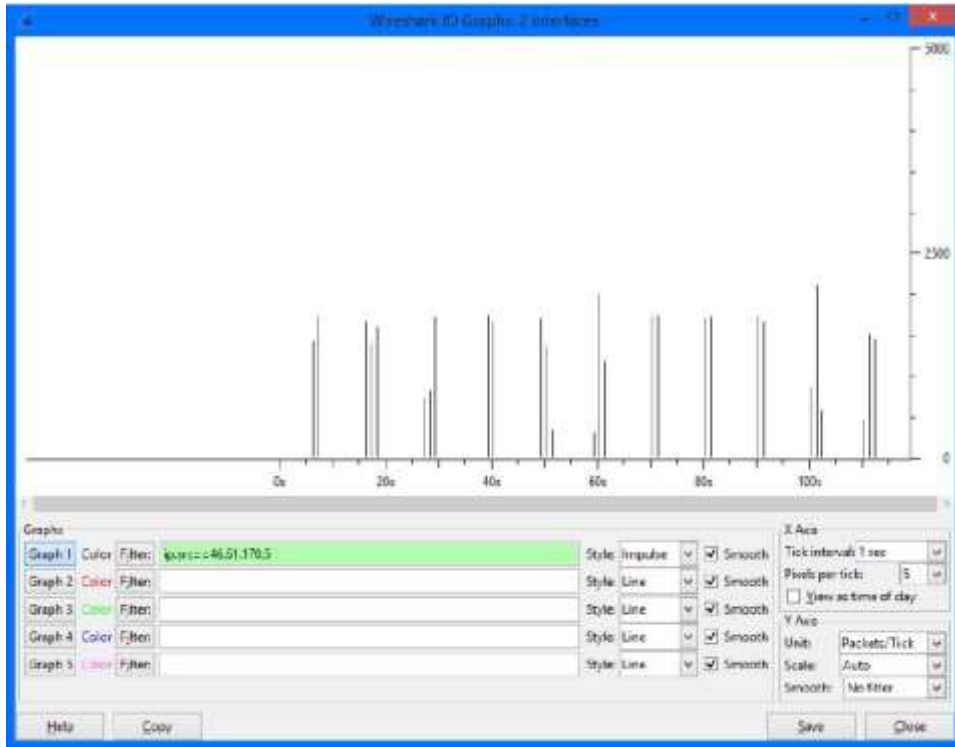 Wireshark IO Graphs: 2 interfaces
5000
2500
0
0s 20s 40s 60s 80s 100s
Graphs
Graph 1 Color Filter: ip.src==46.51.170.5 Style: Impulse Smooth
Graph 2 Color Filter: Style: Line Smooth
Graph 3 Color Filter: Style: Line Smooth
Graph 4 Color Filter: Style: Line Smooth
Graph 5 Color Filter: Style: Line Smooth
X Axis
Tick interval: 1 sec
Pixels per tick: 5
View as time of day
Y Axis
Unit: Packets/Tick
Scale: Auto
Smooth: No filter
Help Copy Save Close